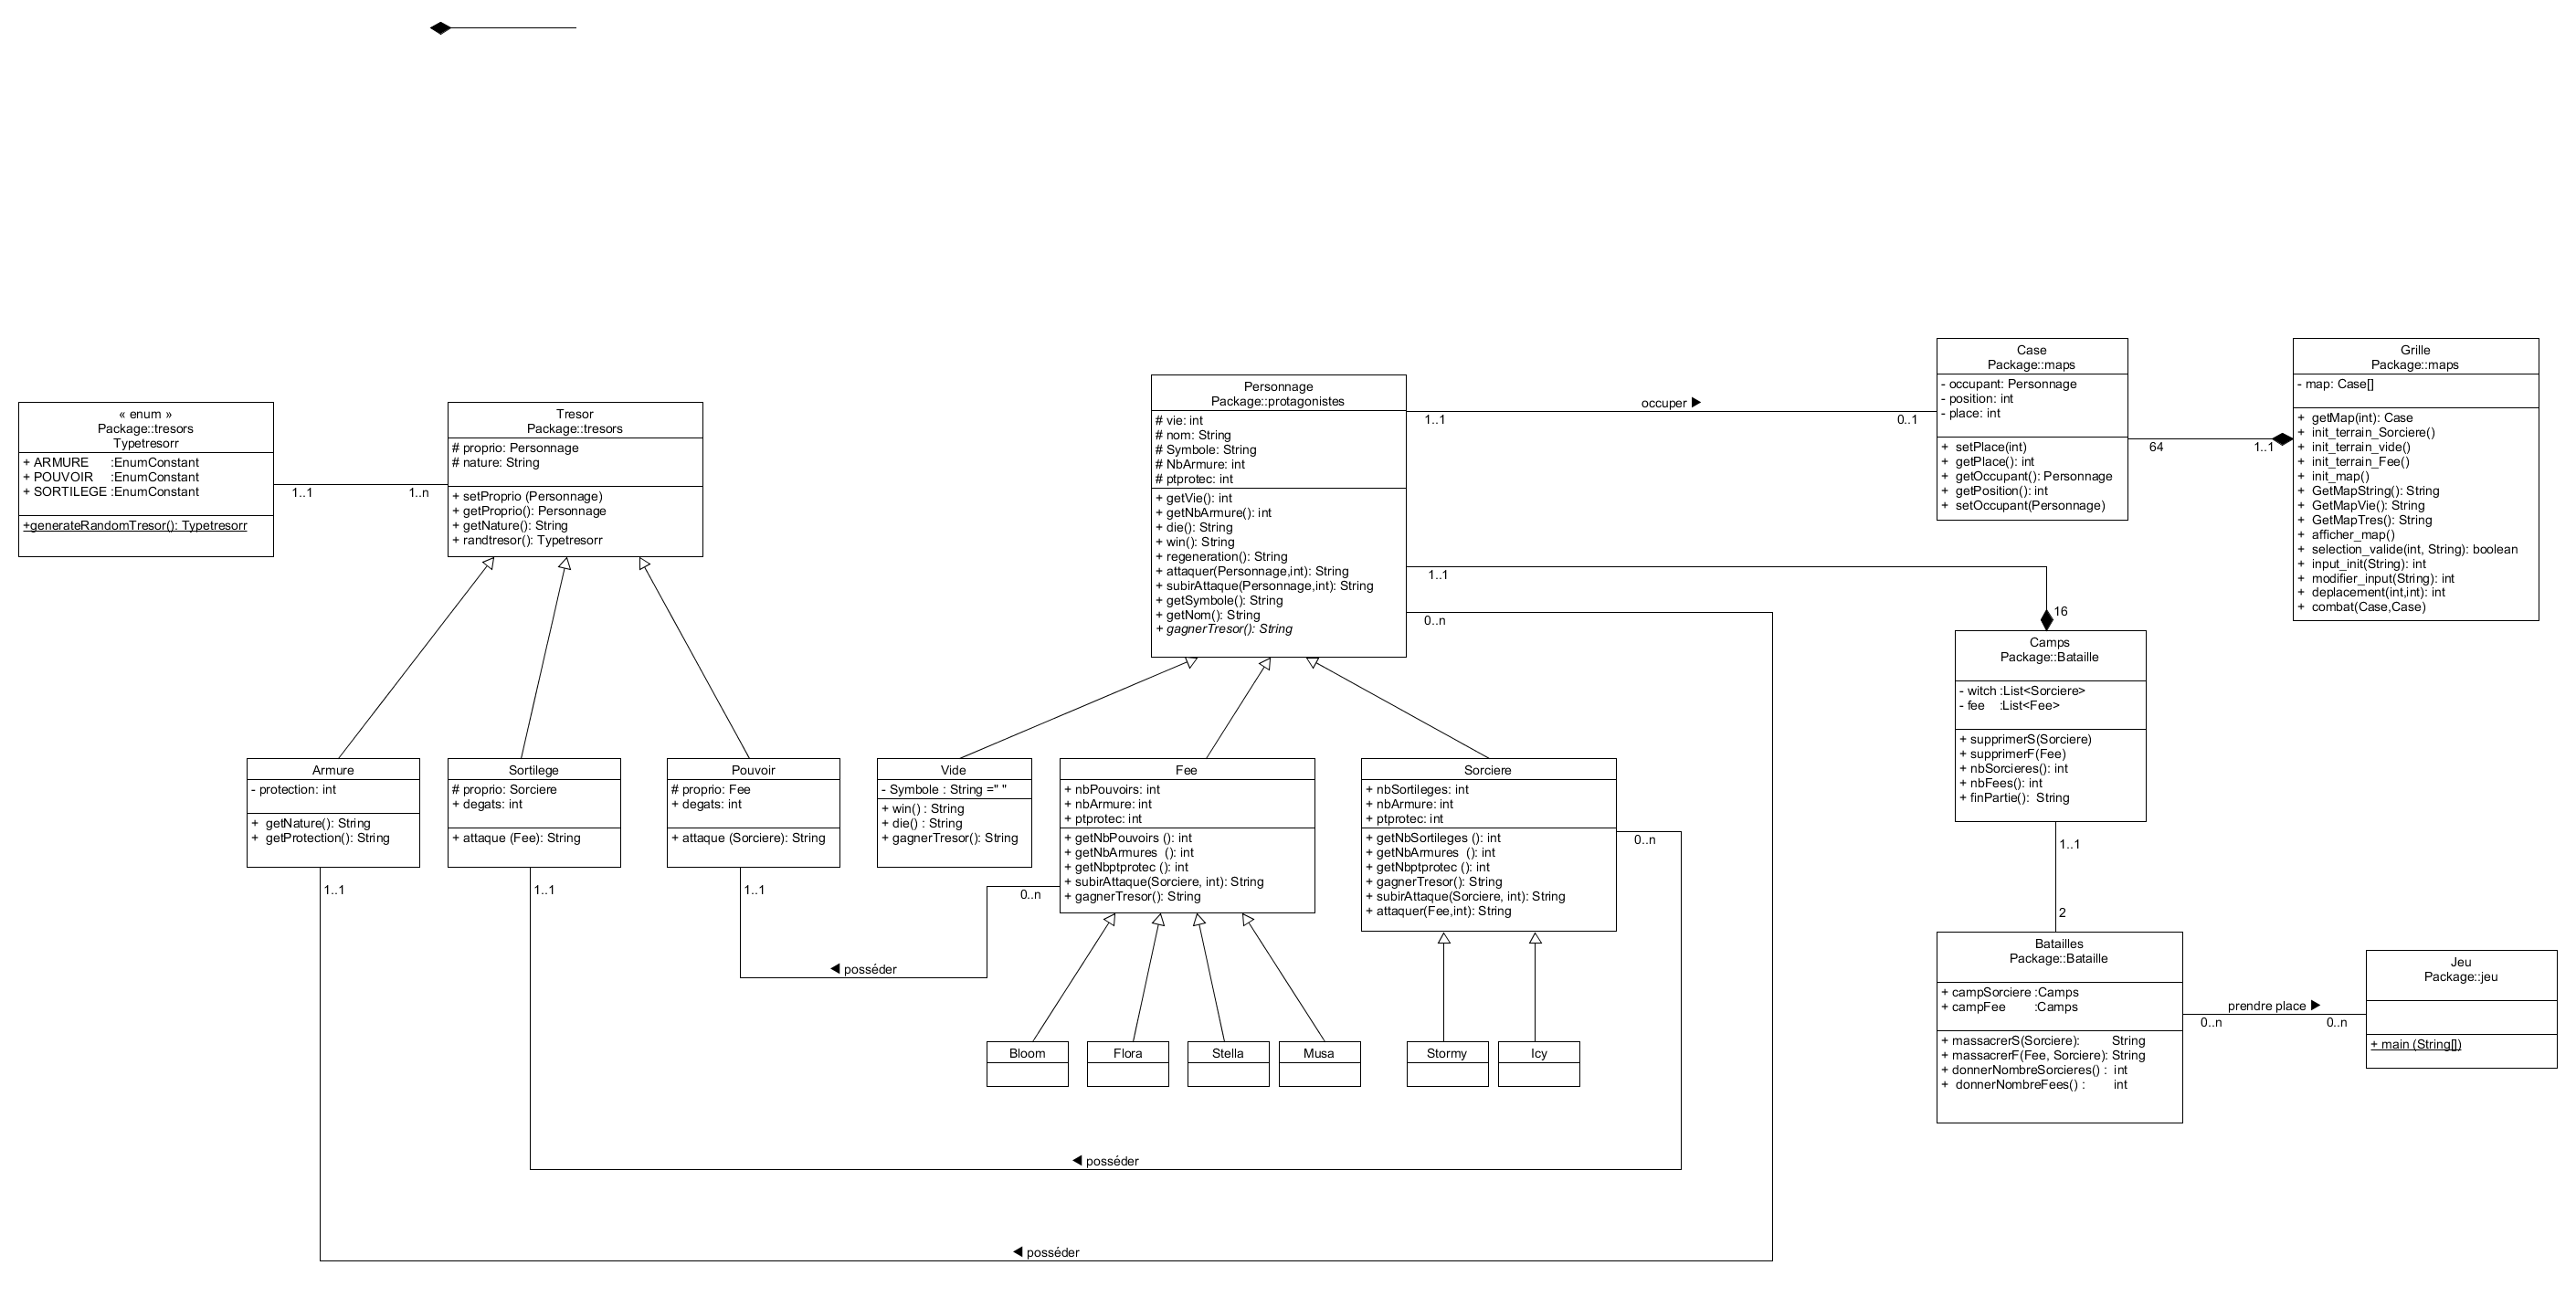 « enum »
Package::tresors
Typetresorr
+ ARMURE :EnumConstant
+ POUVOIR :EnumConstant
+ SORTILEGE :EnumConstant
+generateRandomTresor(): Typetresorr
1..1
1..n
Tresor
Package::tresors
# proprio: Personnage
# nature: String
+ setProprio (Personnage)
+ getProprio(): Personnage
+ getNature(): String
+ randtresor(): Typetresorr
Personnage
Package::protagonistes
# vie: int
# nom: String
# Symbole: String
# NbArmure: int
# ptprotec: int
+ getVie(): int
+ getNbArmure(): int
+ die(): String
+ win(): String
+ regeneration(): String
+ attaquer(Personnage,int): String
+ subirAttaque(Personnage,int): String
+ getSymbole(): String
+ getNom(): String
+ gagnerTresor(): String
1..1
occuper ▶
0..1
1..1
0..n
Case
Package::maps
- occupant: Personnage
- position: int
- place: int
+ setPlace(int)
+ getPlace(): int
+ getOccupant(): Personnage
+ getPosition(): int
+ setOccupant(Personnage)
64
1..1
Grille
Package::maps
- map: Case[]
+ getMap(int): Case
+ init_terrain_Sorciere()
+ init_terrain_vide()
+ init_terrain_Fee()
+ init_map()
+ GetMapString(): String
+ GetMapVie(): String
+ GetMapTres(): String
+ afficher_map()
+ selection_valide(int, String): boolean
+ input_init(String): int
+ modifier_input(String): int
+ deplacement(int,int): int
+ combat(Case,Case)
16
Camps
Package::Bataille
- witch :List<Sorciere>
- fee :List<Fee>
+ supprimerS(Sorciere)
+ supprimerF(Fee)
+ nbSorcieres(): int
+ nbFees(): int
+ finPartie(): String
1..1
2
Armure
- protection: int
+ getNature(): String
+ getProtection(): String
1..1
Sortilege
# proprio: Sorciere
+ degats: int
+ attaque (Fee): String
1..1
Pouvoir
# proprio: Fee
+ degats: int
+ attaque (Sorciere): String
1..1
Vide
- Symbole : String =" "
+ win() : String
+ die() : String
+ gagnerTresor(): String
Fee
+ nbPouvoirs: int
+ nbArmure: int
+ ptprotec: int
+ getNbPouvoirs (): int
+ getNbArmures (): int
+ getNbptprotec (): int
+ subirAttaque(Sorciere, int): String
+ gagnerTresor(): String
0..n
◀ posséder
Sorciere
+ nbSortileges: int
+ nbArmure: int
+ ptprotec: int
+ getNbSortileges (): int
+ getNbArmures (): int
+ getNbptprotec (): int
+ gagnerTresor(): String
+ subirAttaque(Sorciere, int): String
+ attaquer(Fee,int): String
0..n
Bloom
Flora
Stella
Musa
Stormy
Icy
Batailles
Package::Bataille
+ campSorciere :Camps
+ campFee :Camps
+ massacrerS(Sorciere): String
+ massacrerF(Fee, Sorciere): String
+ donnerNombreSorcieres() : int
+ donnerNombreFees() : int
prendre place ▶
0..n
0..n
Jeu
Package::jeu
+ main (String[])
◀ posséder
◀ posséder